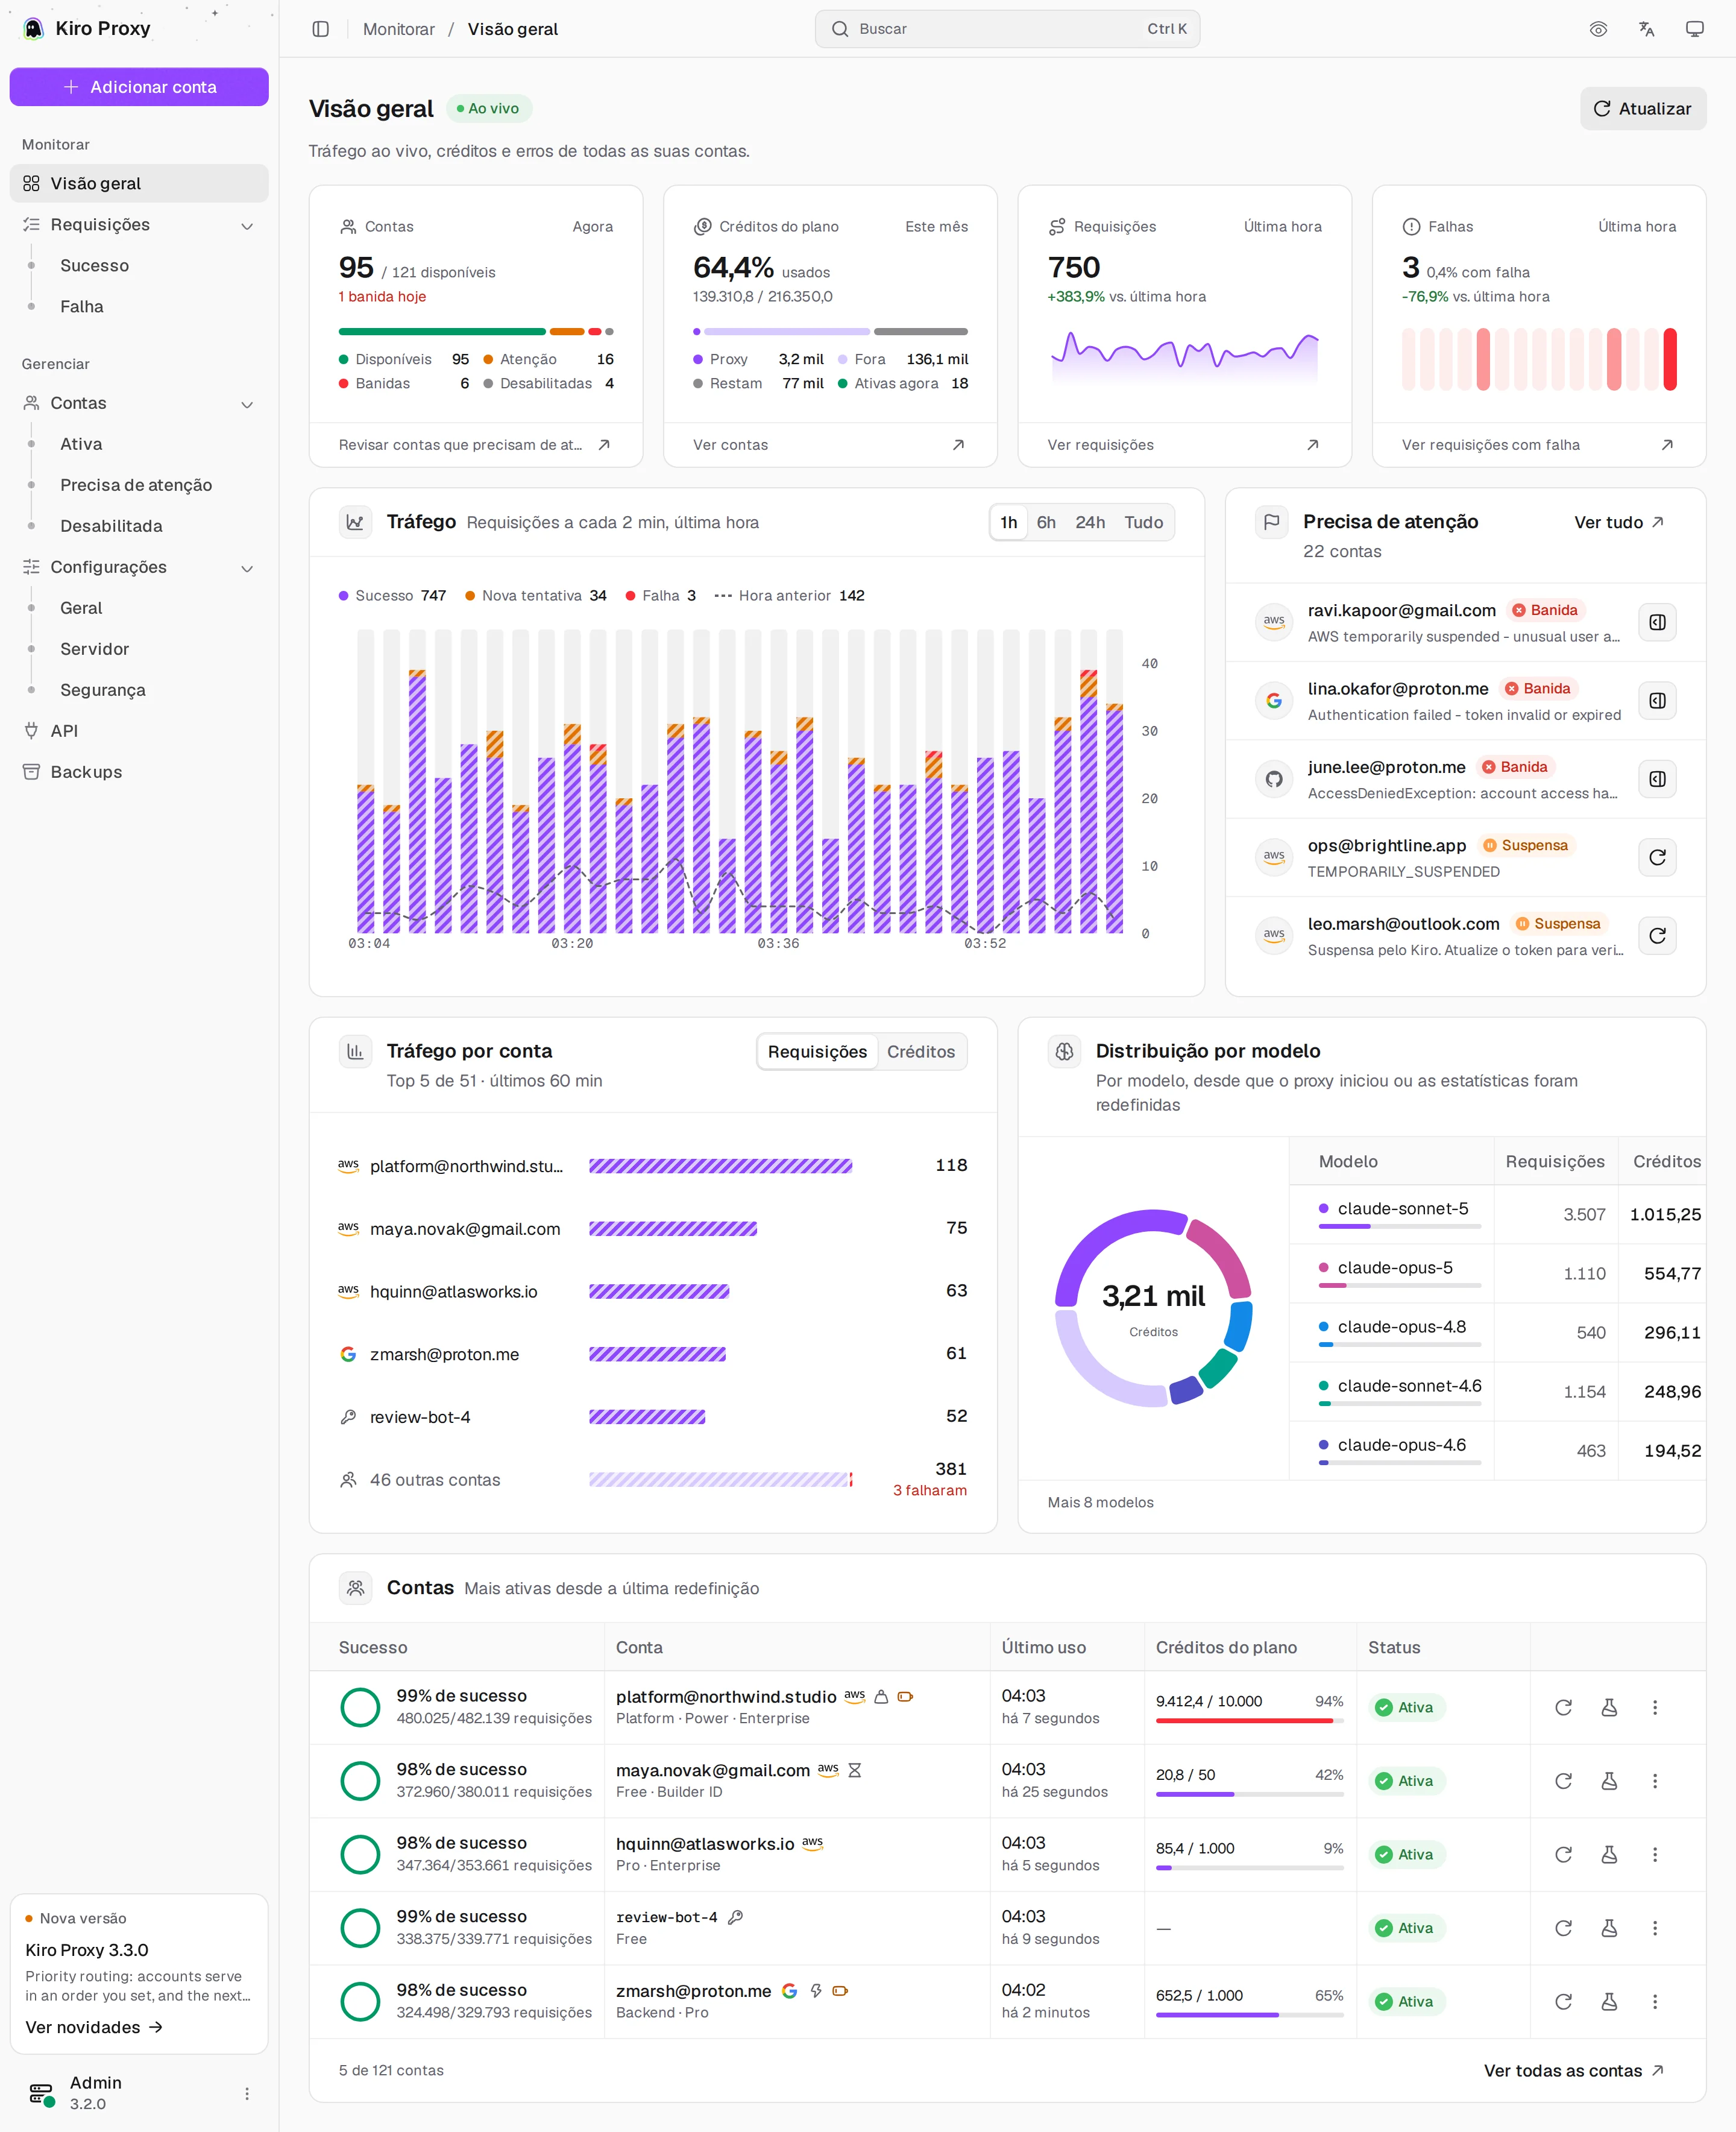 Kiro Proxy
Adicionar conta
Monitorar
Visão geral
Requisições
Sucesso
Falha
Gerenciar
Contas
Ativa
Precisa de atenção
Desabilitada
Configurações
Geral
Servidor
Segurança
API
Backups
Nova versão
Kiro Proxy 3.3.0
Priority routing: accounts serve
in an order you set, and the next...
Ver novidades
Admin
3.2.0
Monitorar / Visão geral
Buscar Ctrl K
Visão geral Ao vivo
Atualizar
Tráfego ao vivo, créditos e erros de todas as suas contas.
Contas Agora
95 / 121 disponíveis
1 banida hoje
Disponíveis 95 Atenção 16
Banidas 6 Desabilitadas 4
Revisar contas que precisam de at...
Créditos do plano Este mês
64,4% usados
139.310,8 / 216.350,0
Proxy 3,2 mil Fora 136,1 mil
Restam 77 mil Ativas agora 18
Ver contas
Requisições Última hora
750
+383,9% vs. última hora
Ver requisições
Falhas Última hora
3 0,4% com falha
-76,9% vs. última hora
Ver requisições com falha
Tráfego Requisições a cada 2 min, última hora
1h 6h 24h Tudo
Sucesso 747 Nova tentativa 34 Falha 3 Hora anterior 142
40
30
20
10
0
03:04 03:20 03:36 03:52
Precisa de atenção Ver tudo
22 contas
aws ravi.kapoor@gmail.com Banida
AWS temporarily suspended - unusual user a...
lina.okafor@proton.me Banida
Authentication failed - token invalid or expired
june.lee@proton.me Banida
AccessDeniedException: account access ha...
aws ops@brightline.app Suspensa
TEMPORARILY_SUSPENDED
aws leo.marsh@outlook.com Suspensa
Suspensa pelo Kiro. Atualize o token para veri...
Tráfego por conta
Requisições Créditos
Top 5 de 51 · últimos 60 min
aws platform@northwind.stu... 118
aws maya.novak@gmail.com 75
aws hquinn@atlasworks.io 63
zmarsh@proton.me 61
review-bot-4 52
46 outras contas 381
3 falharam
Distribuição por modelo
Por modelo, desde que o proxy iniciou ou as estatísticas foram
redefinidas
3,21 mil
Créditos
Modelo Requisições Créditos
claude-sonnet-5 3.507 1.015,25
claude-opus-5 1.110 554,77
claude-opus-4.8 540 296,11
claude-sonnet-4.6 1.154 248,96
claude-opus-4.6 463 194,52
Mais 8 modelos
Contas Mais ativas desde a última redefinição
Sucesso Conta Último uso Créditos do plano Status
99% de sucesso platform@northwind.studio aws 04:03 9.412,4 / 10.000 94% Ativa
480.025/482.139 requisições Platform · Power · Enterprise há 7 segundos
98% de sucesso maya.novak@gmail.com aws 04:03 20,8 / 50 42% Ativa
372.960/380.011 requisições Free · Builder ID há 25 segundos
98% de sucesso hquinn@atlasworks.io aws 04:03 85,4 / 1.000 9% Ativa
347.364/353.661 requisições Pro · Enterprise há 5 segundos
99% de sucesso review-bot-4 04:03 — Ativa
338.375/339.771 requisições Free há 9 segundos
98% de sucesso zmarsh@proton.me 04:02 652,5 / 1.000 65% Ativa
324.498/329.793 requisições Backend · Pro há 2 minutos
5 de 121 contas Ver todas as contas